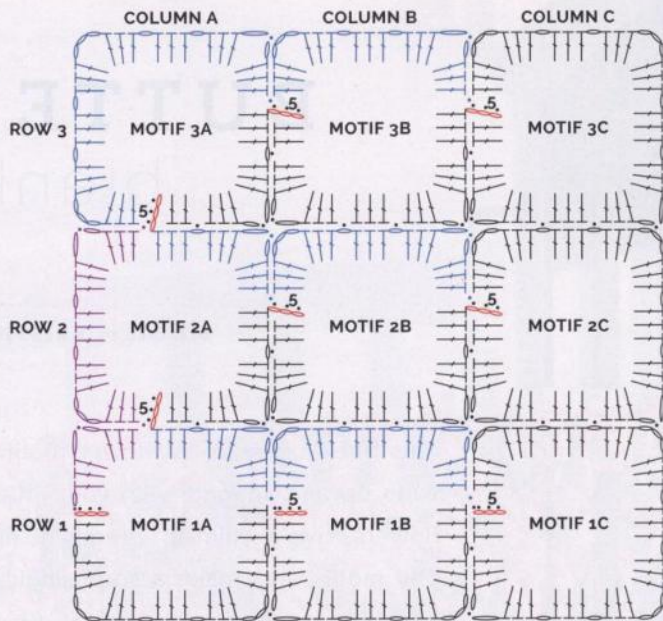 COLUMN A COLUMN B COLUMN C
5 5
ROW 3 MOTIF 3A MOTIF 3B MOTIF 3C
5
5 5
ROW 2 MOTIF 2A MOTIF 2B MOTIF 2C
5
5 5
ROW 1 MOTIF 1A MOTIF 1B MOTIF 1C